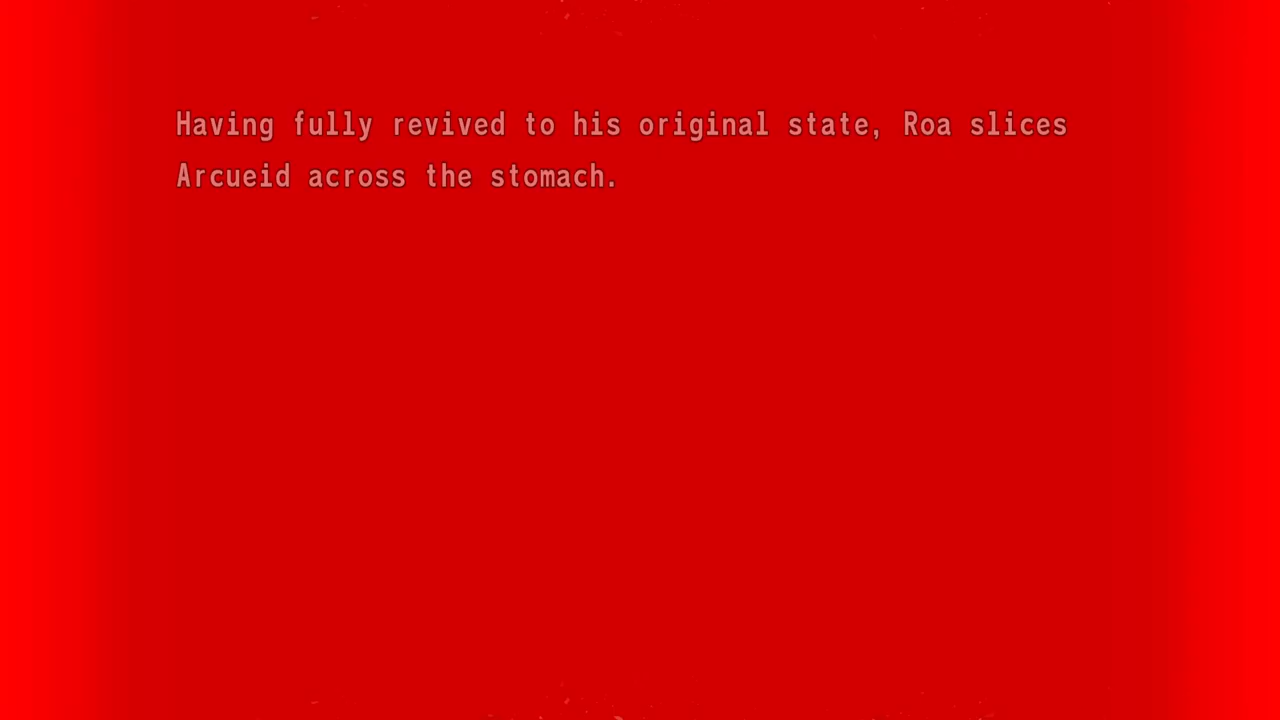 Having fully revived to his original state, Roa slices
Arcueid across the stomach.